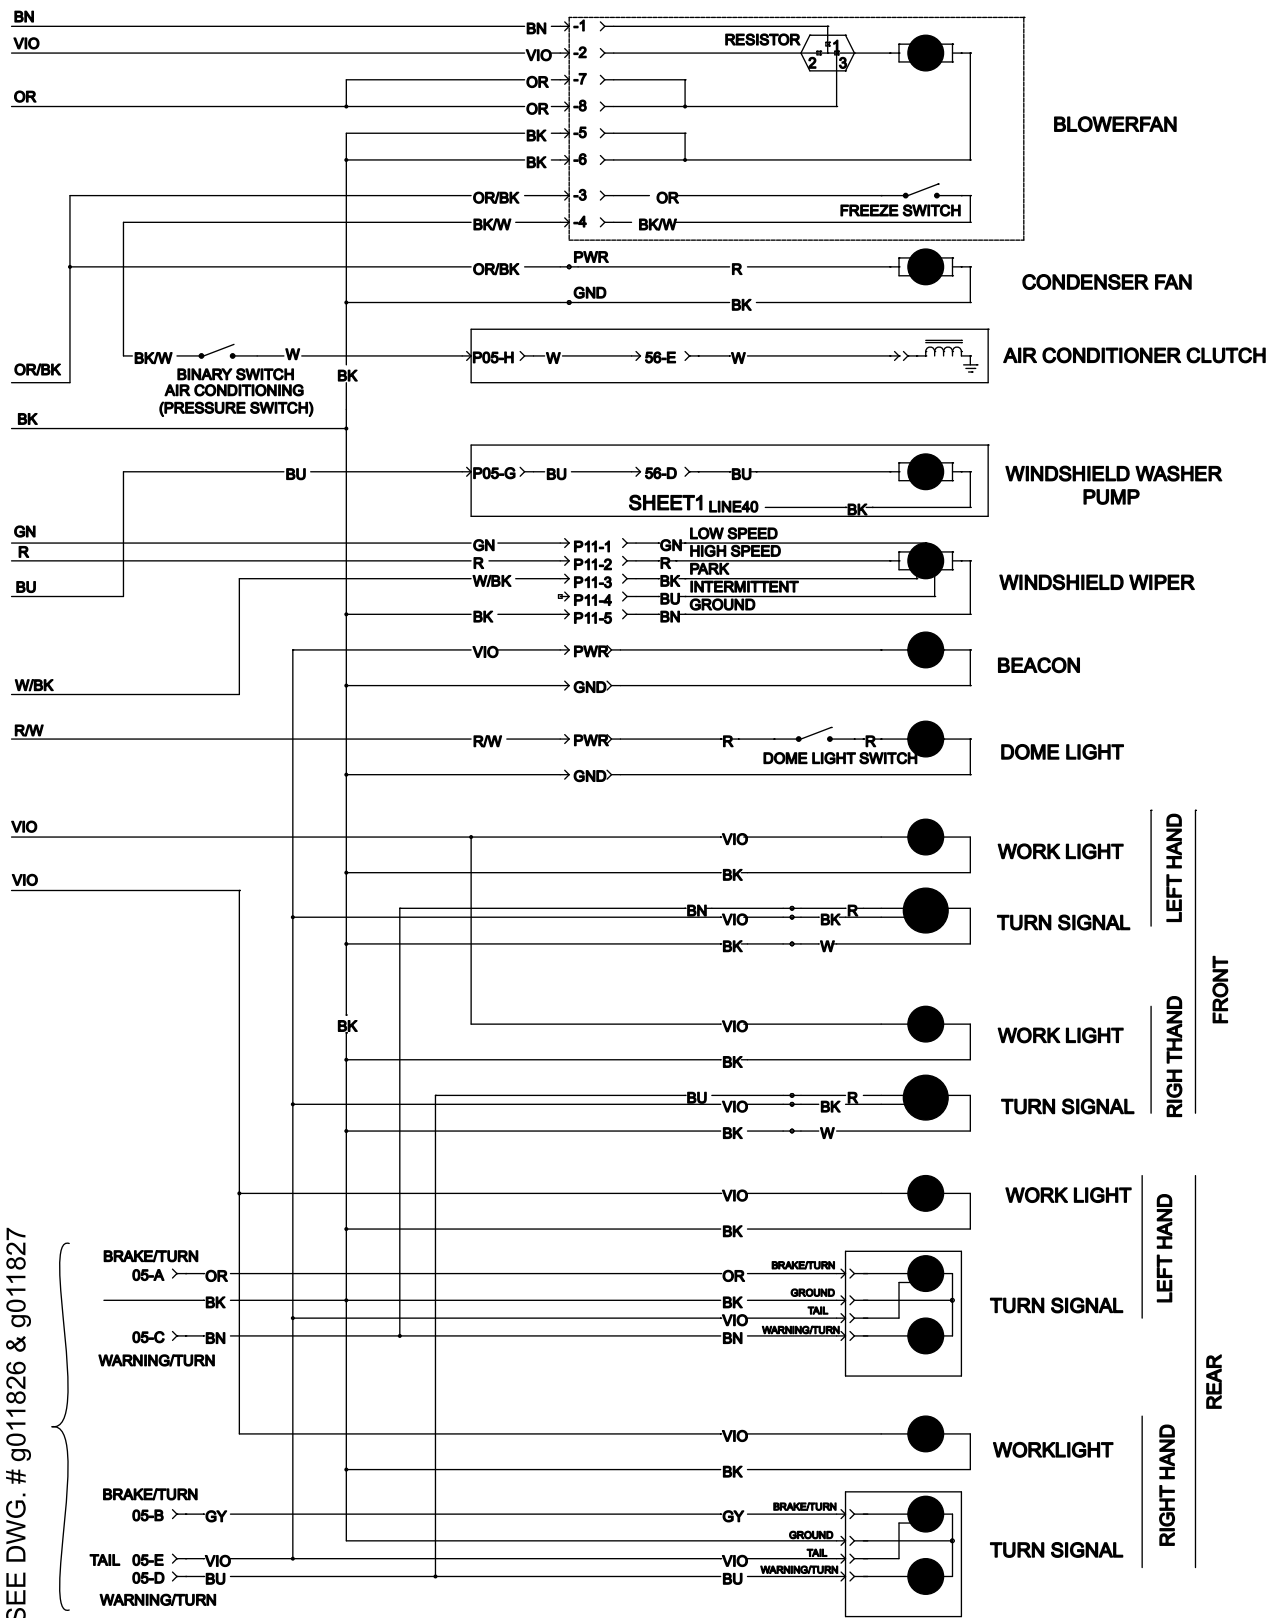 BN
BN -1
VIO
VIO -2
RESISTOR
1
2 3
OR -7
OR
OR -8
BK -5
BLOWERFAN
BK -6
OR/BK -3 OR
FREEZE SWITCH
BK/W -4 BK/W
PWR
OR/BK R
CONDENSER FAN
GND
BK
BK/W W
P05-H W 56-E W
AIR CONDITIONER CLUTCH
OR/BK
BINARY SWITCH
AIR CONDITIONING
(PRESSURE SWITCH)
BK
BK
BU
P05-G BU 56-D BU
WINDSHIELD WASHER
PUMP
SHEET1 LINE40 BK
GN
GN P11-1 GN LOW SPEED
R
R P11-2 R HIGH SPEED
W/BK P11-3 BK PARK
WINDSHIELD WIPER
BU
P11-4 BU INTERMITTENT
BK P11-5 BN GROUND
VIO PWR
BEACON
W/BK
GND
R/W
R/W PWR R R
DOME LIGHT SWITCH
DOME LIGHT
GND
VIO
VIO
WORK LIGHT
BK
VIO
LEFT HAND
BN R
VIO BK
TURN SIGNAL
BK W
FRONT
BK
VIO
WORK LIGHT
BK
RIGH THAND
BU R
VIO BK
TURN SIGNAL
BK W
VIO
WORK LIGHT
BK
LEFT HAND
SEE DWG. # g011826 & g011827
BRAKE/TURN
05-A OR
OR BRAKE/TURN
BK
BK GROUND
TURN SIGNAL
VIO TAIL
05-C BN
BN WARNING/TURN
WARNING/TURN
REAR
VIO
WORKLIGHT
BK
RIGHT HAND
BRAKE/TURN
05-B GY
GY BRAKE/TURN
GROUND
TURN SIGNAL
TAIL 05-E VIO
VIO TAIL
05-D BU
BU WARNING/TURN
WARNING/TURN